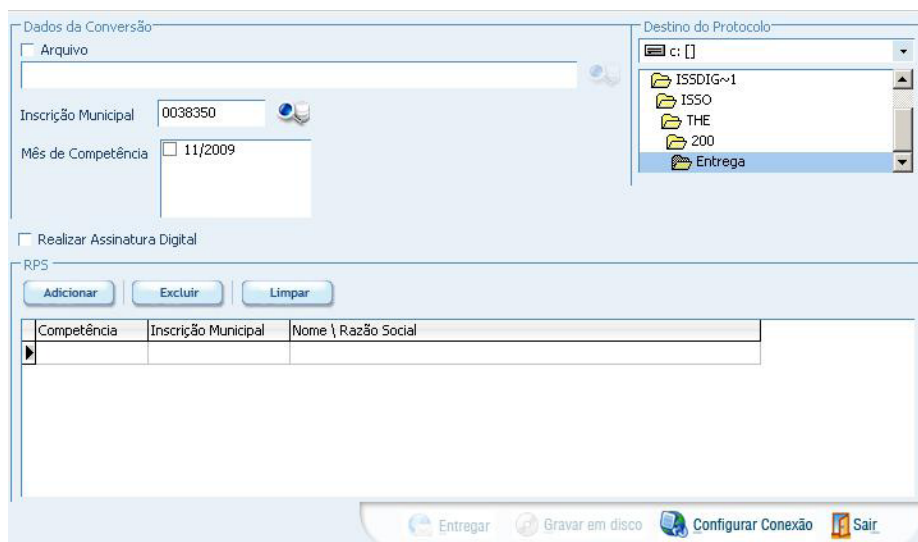 Dados da Conversão
Arquivo
Inscrição Municipal 0038350
Mês de Competência 11/2009
Destino do Protocolo
c: []
ISSDIG~1
ISSO
THE
200
Entrega
Realizar Assinatura Digital
RPS
Adicionar Excluir Limpar
Competência Inscrição Municipal Nome \ Razão Social
Entregar Gravar em disco Configurar Conexão Sair